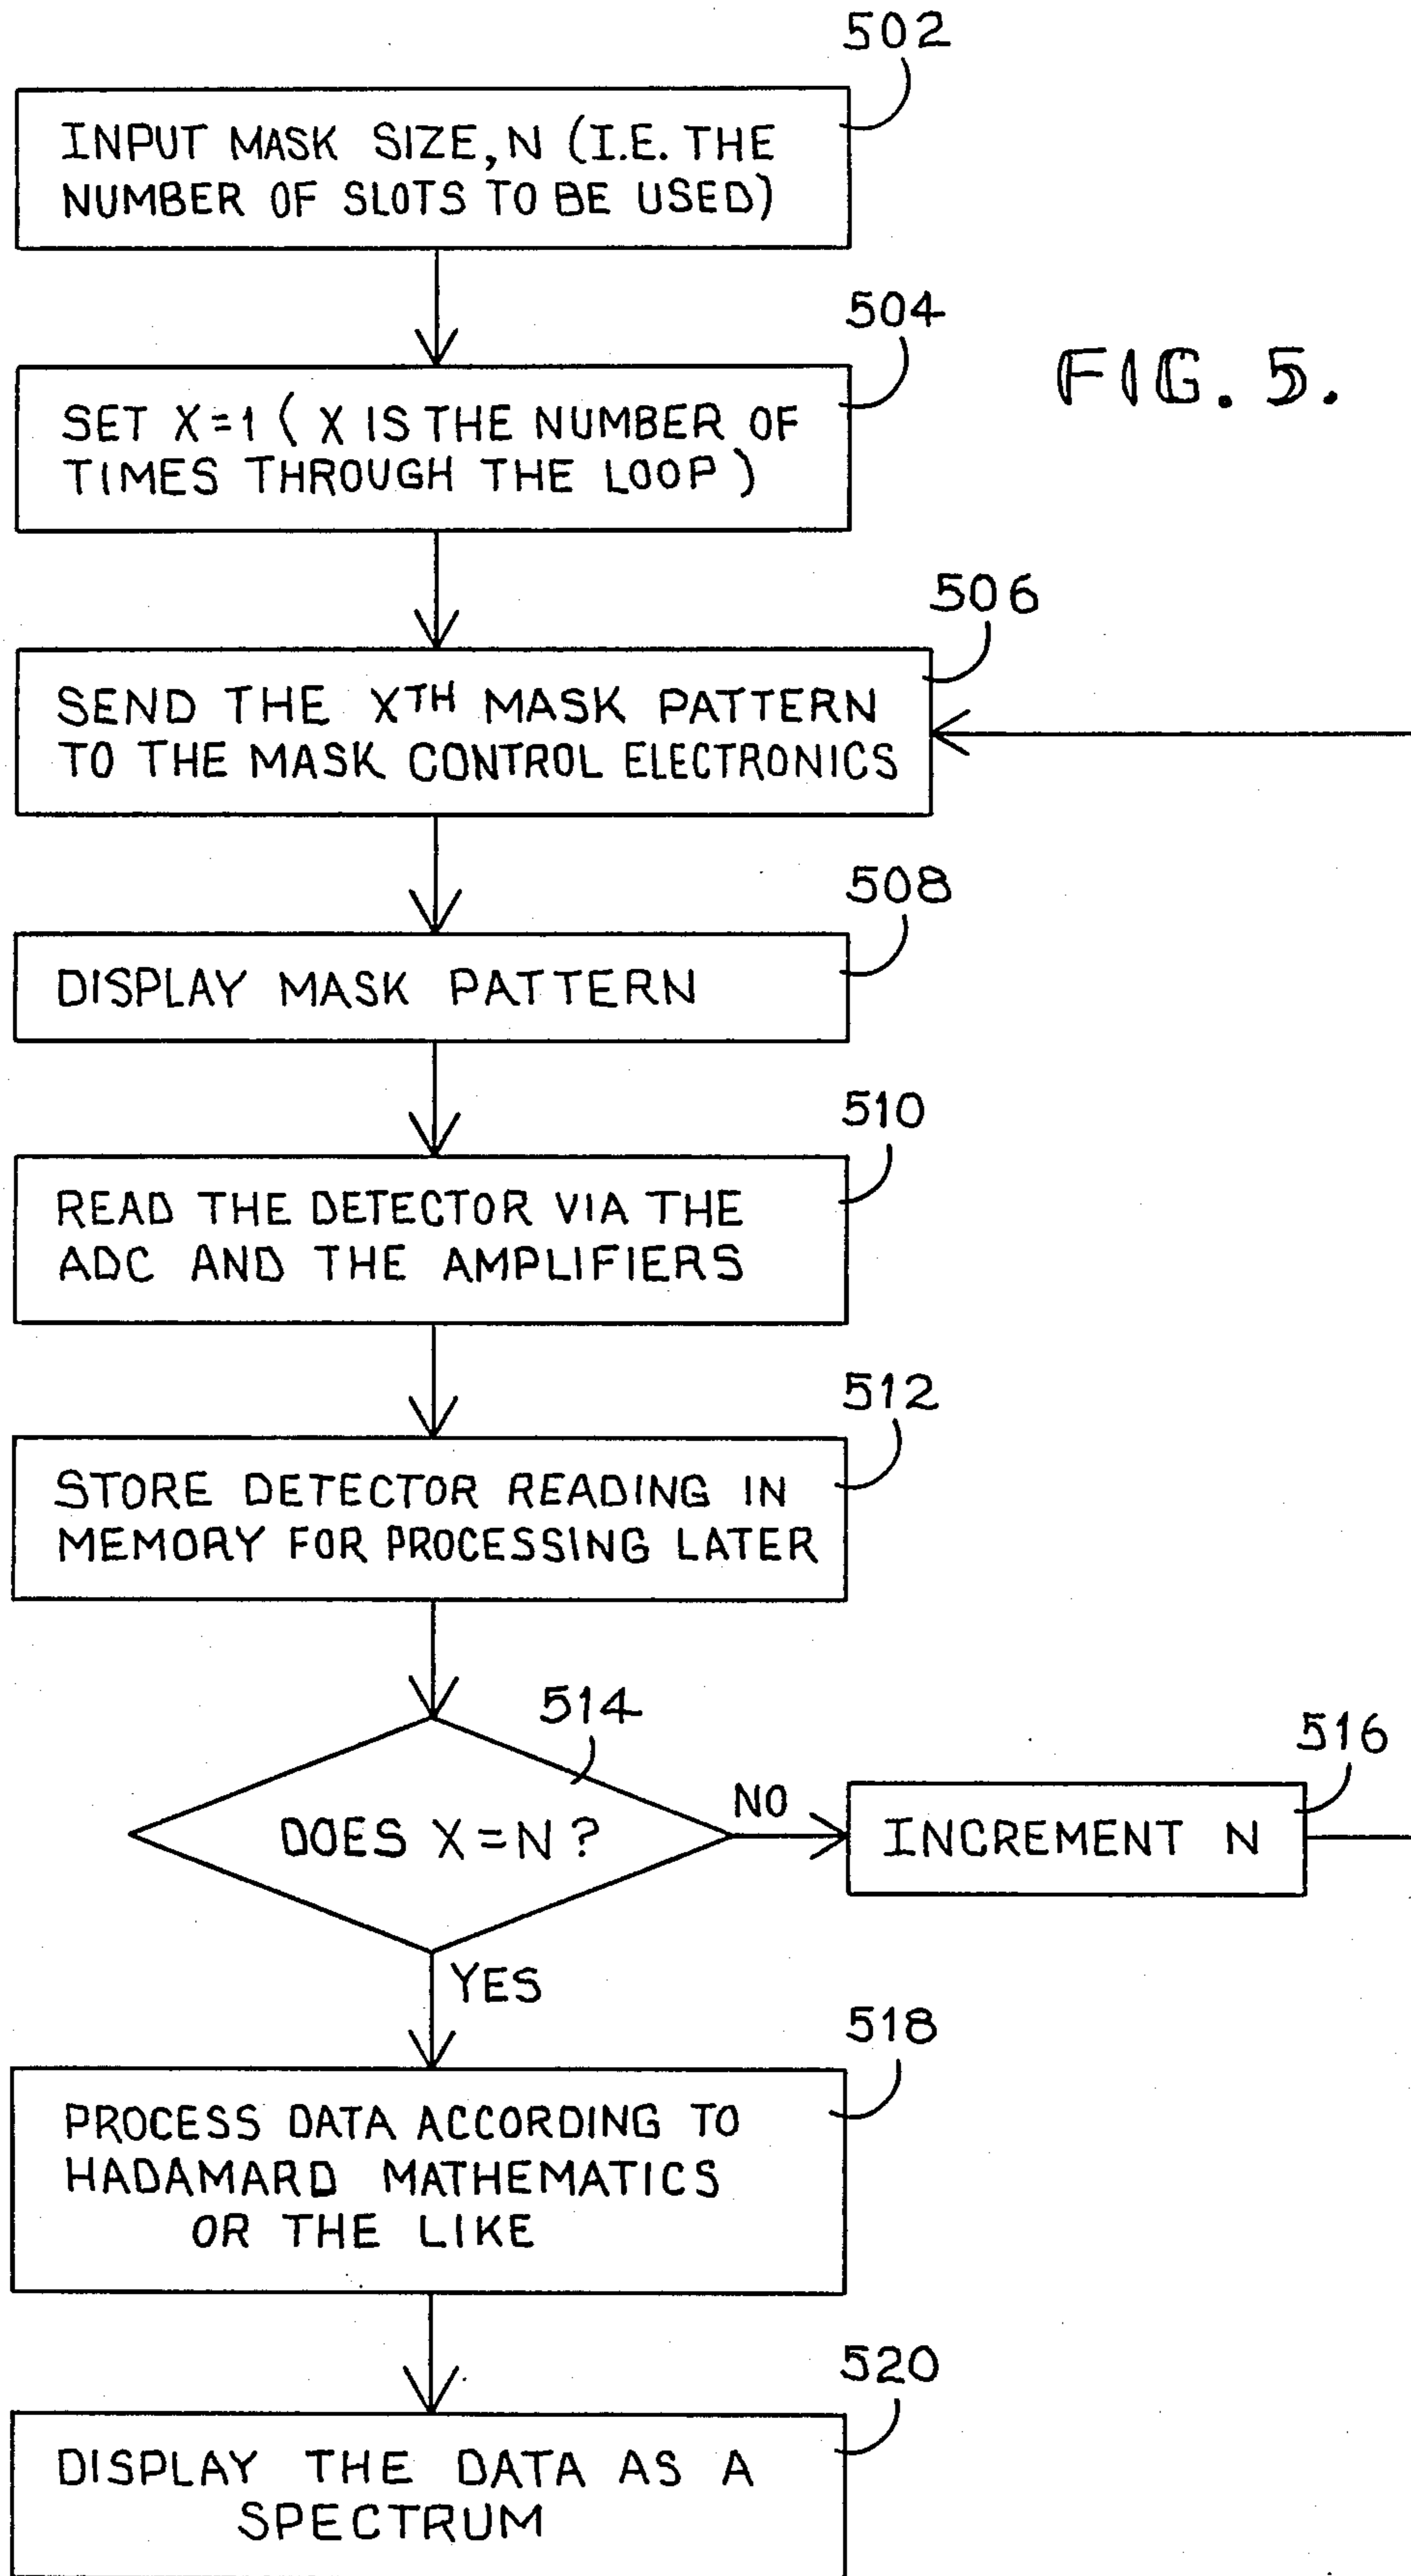 502
INPUT MASK SIZE, N (I.E. THE
NUMBER OF SLOTS TO BE USED)
504
FIG. 5.
SET X=1 ( X IS THE NUMBER OF
TIMES THROUGH THE LOOP )
506
SEND THE XTH MASK PATTERN
TO THE MASK CONTROL ELECTRONICS
508
DISPLAY MASK PATTERN
510
READ THE DETECTOR VIA THE
ADC AND THE AMPLIFIERS
512
STORE DETECTOR READING IN
MEMORY FOR PROCESSING LATER
514
DOES X=N?
NO
516
INCREMENT N
YES
518
PROCESS DATA ACCORDING TO
HADAMARD MATHEMATICS
OR THE LIKE
520
DISPLAY THE DATA AS A
SPECTRUM